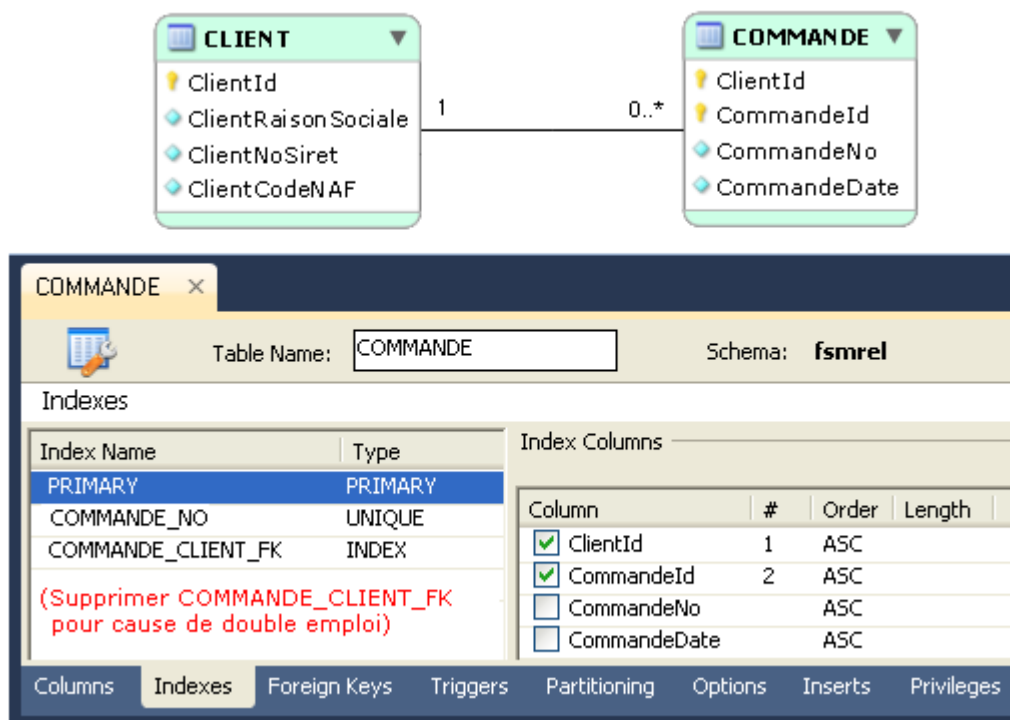 CLIENT
ClientId
ClientRaisonSociale
ClientNoSiret
ClientCodeNAF
1
0..*
COMMANDE
ClientId
CommandeId
CommandeNo
CommandeDate
COMMANDE ×
Table Name: COMMANDE Schema: fsmrel
Indexes
Index Name Type
PRIMARY PRIMARY
COMMANDE_NO UNIQUE
COMMANDE_CLIENT_FK INDEX
(Supprimer COMMANDE_CLIENT_FK
pour cause de double emploi)
Index Columns
Column # Order Length
ClientId 1 ASC
CommandeId 2 ASC
CommandeNo ASC
CommandeDate ASC
Columns Indexes Foreign Keys Triggers Partitioning Options Inserts Privileges